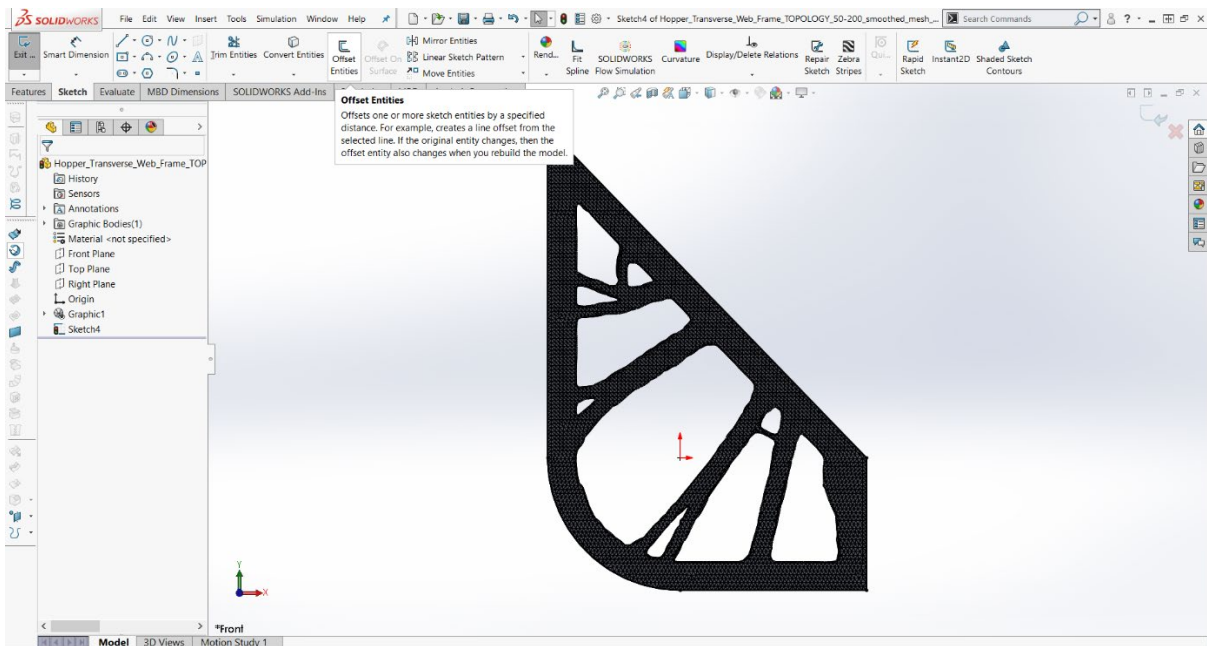 SOLIDWORKS File Edit View Insert Tools Simulation Window Help Sketch4 of Hopper_Transverse_Web_Frame_TOPOLOGY_50-200_smoothed_mesh_... Search Commands
Exit ... Smart Dimension Trim Entities Convert Entities Offset Entities Offset On Surface Mirror Entities Linear Sketch Pattern Move Entities Rend... Fit Spline SOLIDWORKS Flow Simulation Curvature Display/Delete Relations Repair Sketch Zebra Stripes Qui... Rapid Sketch Instant2D Shaded Sketch Contours
Features Sketch Evaluate MBD Dimensions SOLIDWORKS Add-Ins
Offset Entities
Offsets one or more sketch entities by a specified
distance. For example, creates a line offset from the
selected line. If the original entity changes, then the
offset entity also changes when you rebuild the model.
Hopper_Transverse_Web_Frame_TOP
History
Sensors
Annotations
Graphic Bodies(1)
Material <not specified>
Front Plane
Top Plane
Right Plane
Origin
Graphic1
Sketch4
Y
X
*Front
Model 3D Views Motion Study 1